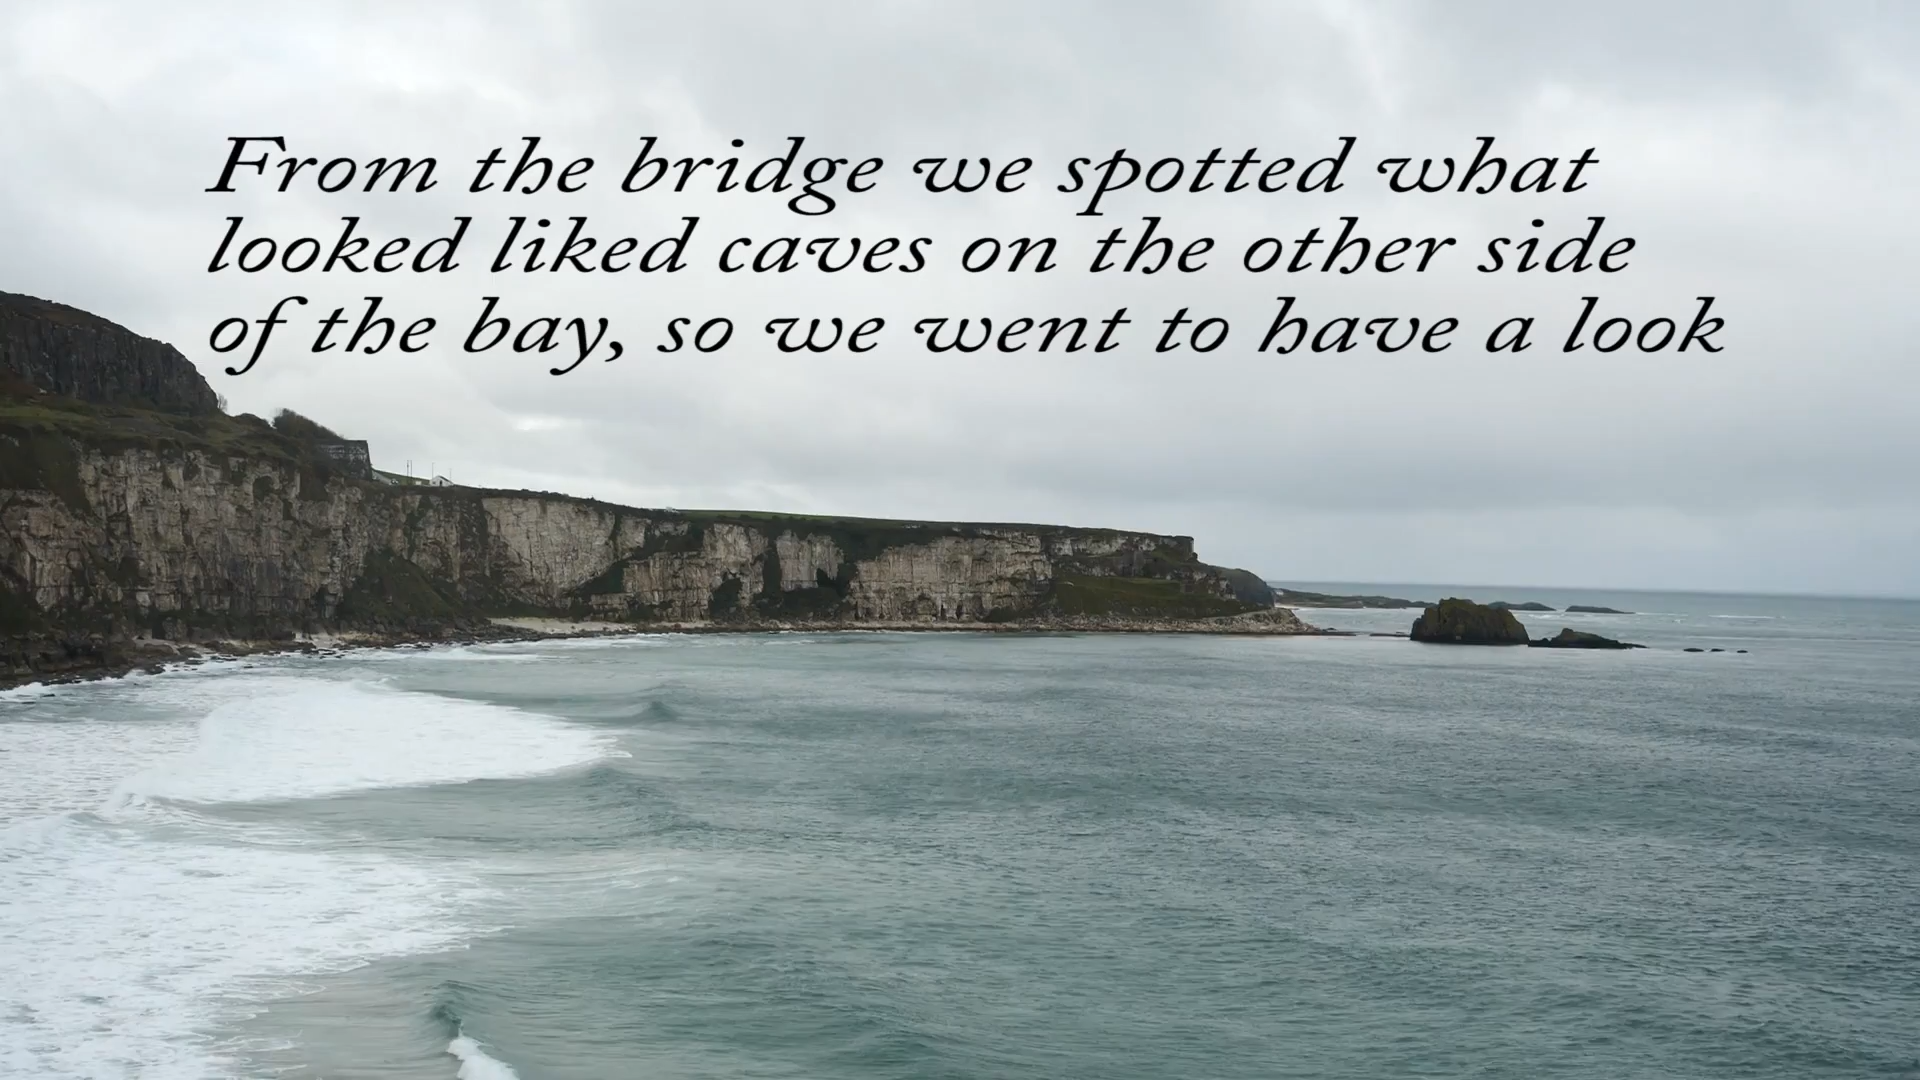 From the bridge we spotted what
looked liked caves on the other side
of the bay, so we went to have a look